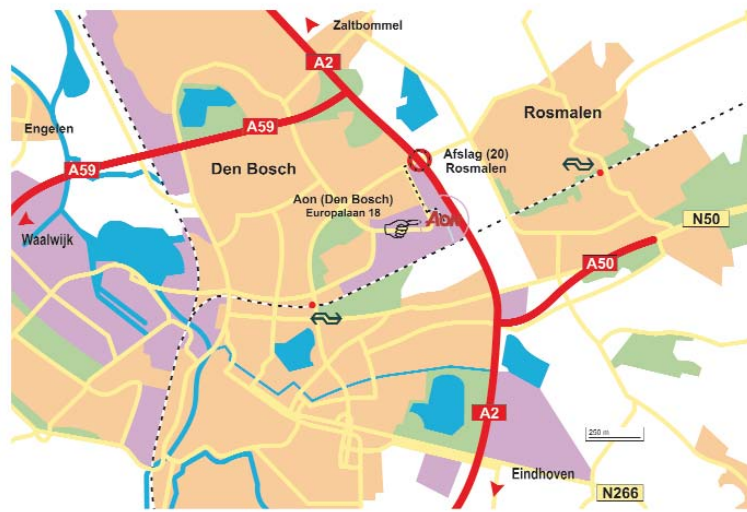 Zaltbommel
A2
A59
Engelen
Rosmalen
Afslag (20)
Rosmalen
A59
Den Bosch
Aon (Den Bosch)
Europalaan 18
Aon
N50
Waalwijk
A50
A2
250 m
Eindhoven
N266